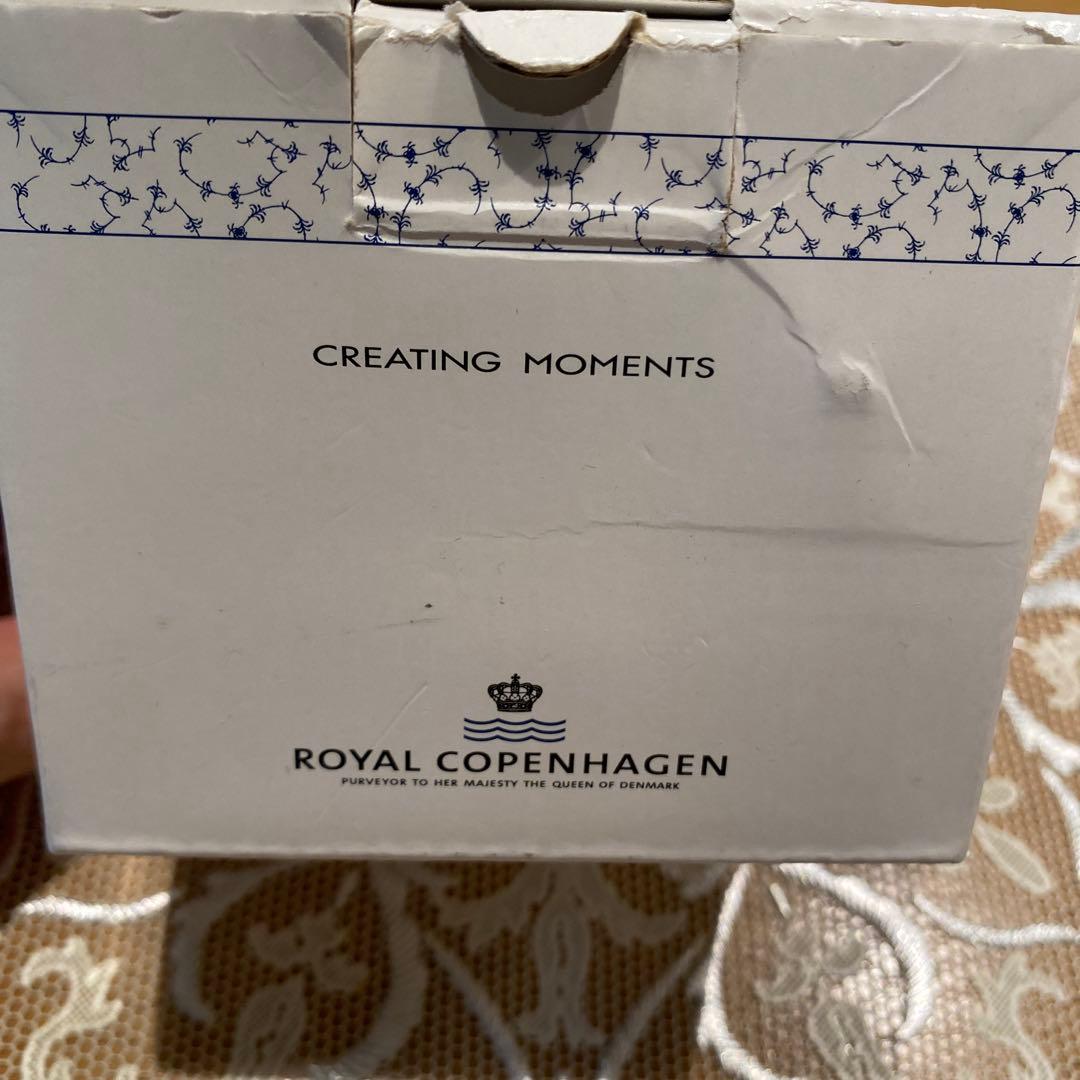 CREATING MOMENTS
ROYAL COPENHAGEN
PURVEYOR TO HER MAJESTY THE QUEEN OF DENMARK